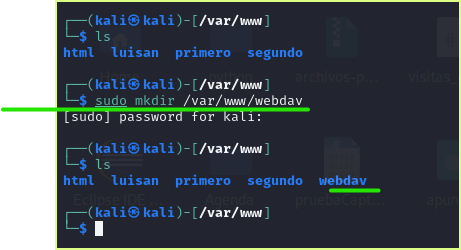 ┌──(kali㉿kali)-[/var/www]
└─$ ls
html luisan primero segundo
┌──(kali㉿kali)-[/var/www]
└─$ sudo mkdir /var/www/webdav
[sudo] password for kali:
┌──(kali㉿kali)-[/var/www]
└─$ ls
html luisan primero segundo webdav
┌──(kali㉿kali)-[/var/www]
└─$